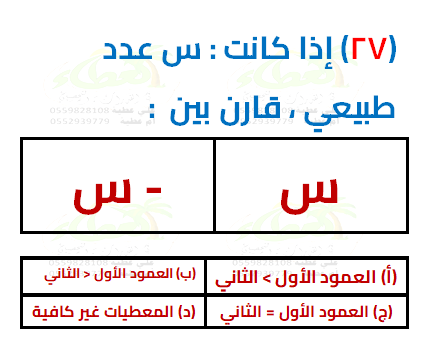 (٢٧) إذا كانت : س عدد
طبيعي ، قارن بين :
س
- س
(أ) العمود الأول > الثاني
(ب) العمود الأول < الثاني
(ج) العمود الأول = الثاني
(د) المعطيات غير كافية